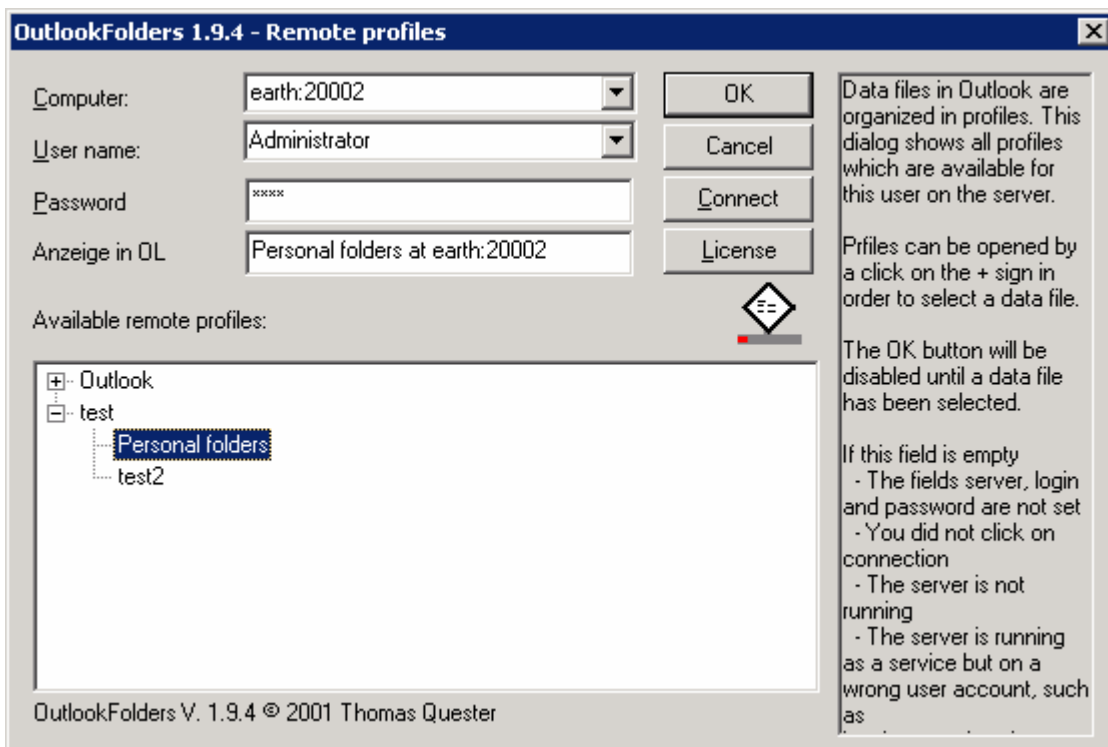 OutlookFolders 1.9.4 - Remote profiles
Computer:
earth:20002
OK
User name:
Administrator
Cancel
Password
****
Connect
Anzeige in OL
Personal folders at earth:20002
License
Available remote profiles:
Outlook
test
Personal folders
test2
OutlookFolders V. 1.9.4 © 2001 Thomas Quester
Data files in Outlook are
organized in profiles. This
dialog shows all profiles
which are available for
this user on the server.
Prfiles can be opened by
a click on the + sign in
order to select a data file.
The OK button will be
disabled until a data file
has been selected.
If this field is empty
- The fields server, login
and password are not set
- You did not click on
connection
- The server is not
running
- The server is running
as a service but on a
wrong user account, such
as